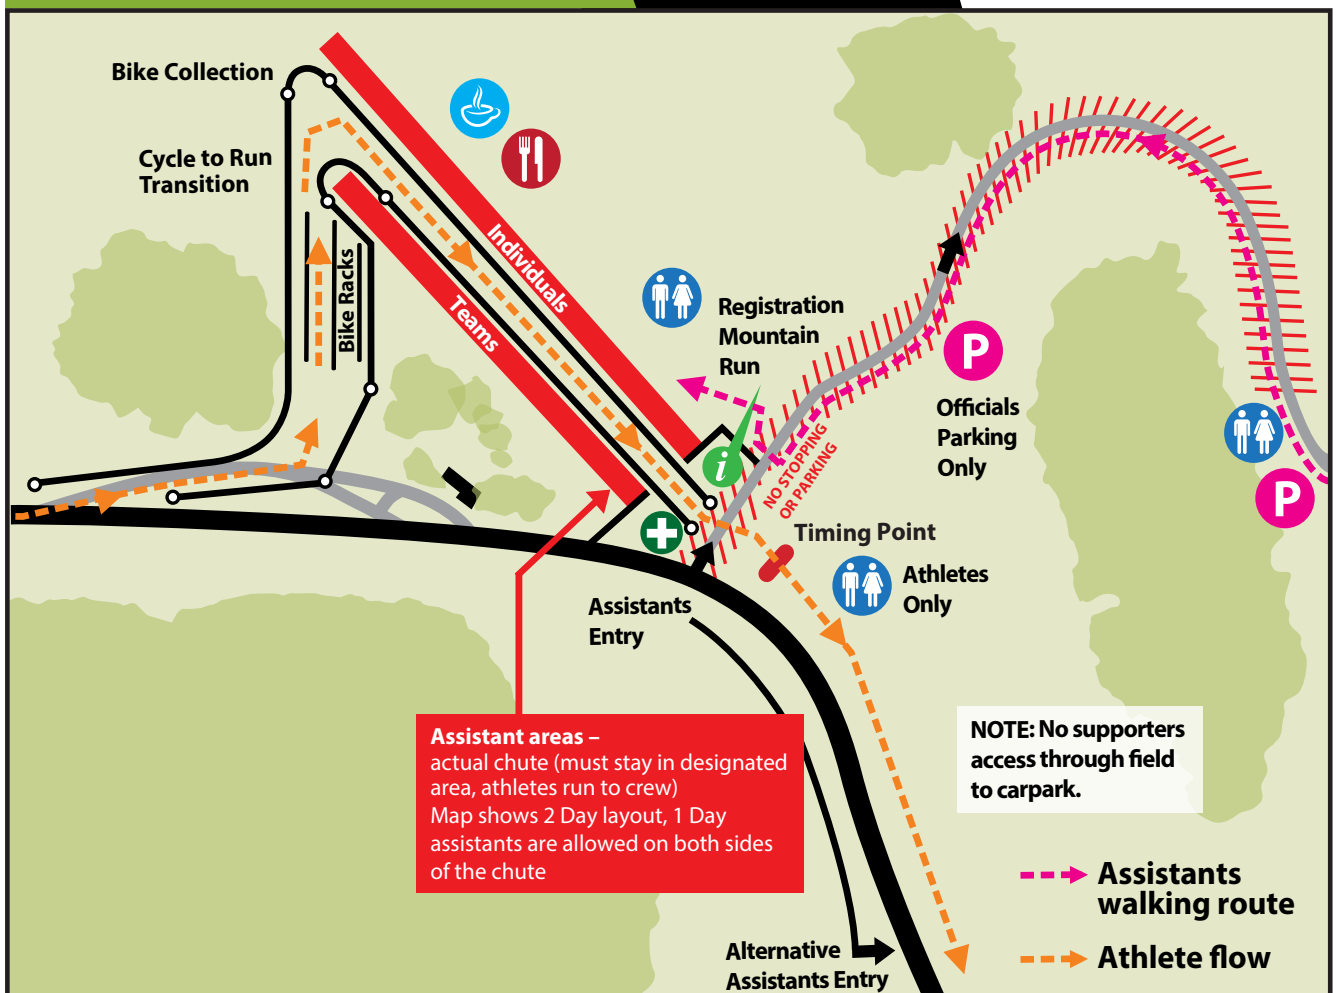 Bike Collection
Cycle to Run
Transition
Bike Racks
Individuals
Teams
Registration
Mountain
Run
i
NO STOPPING
OR PARKING
P
Officials
Parking
Only
P
Timing Point
Athletes
Only
Assistants
Entry
Assistant areas –
actual chute (must stay in designated
area, athletes run to crew)
Map shows 2 Day layout, 1 Day
assistants are allowed on both sides
of the chute
NOTE: No supporters
access through field
to carpark.
Assistants
walking route
Athlete flow
Alternative
Assistants Entry